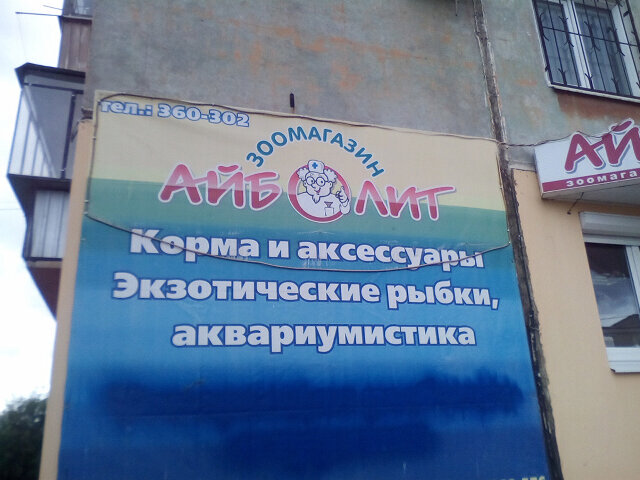 тел.: 360-302
ЗООМАГАЗИН
АЙБОЛИТ
Корма и аксессуары
Экзотические рыбки,
аквариумистика
АЙ
зоомага